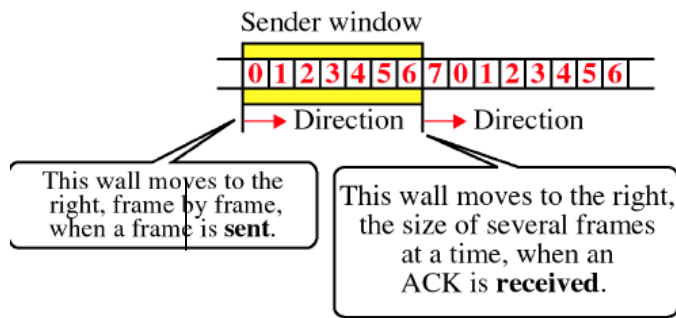 Sender window
0 1 2 3 4 5 6 7 0 1 2 3 4 5 6
Direction Direction
This wall moves to the
right, frame by frame,
when a frame is sent.
This wall moves to the right,
the size of several frames
at a time, when an
ACK is received.